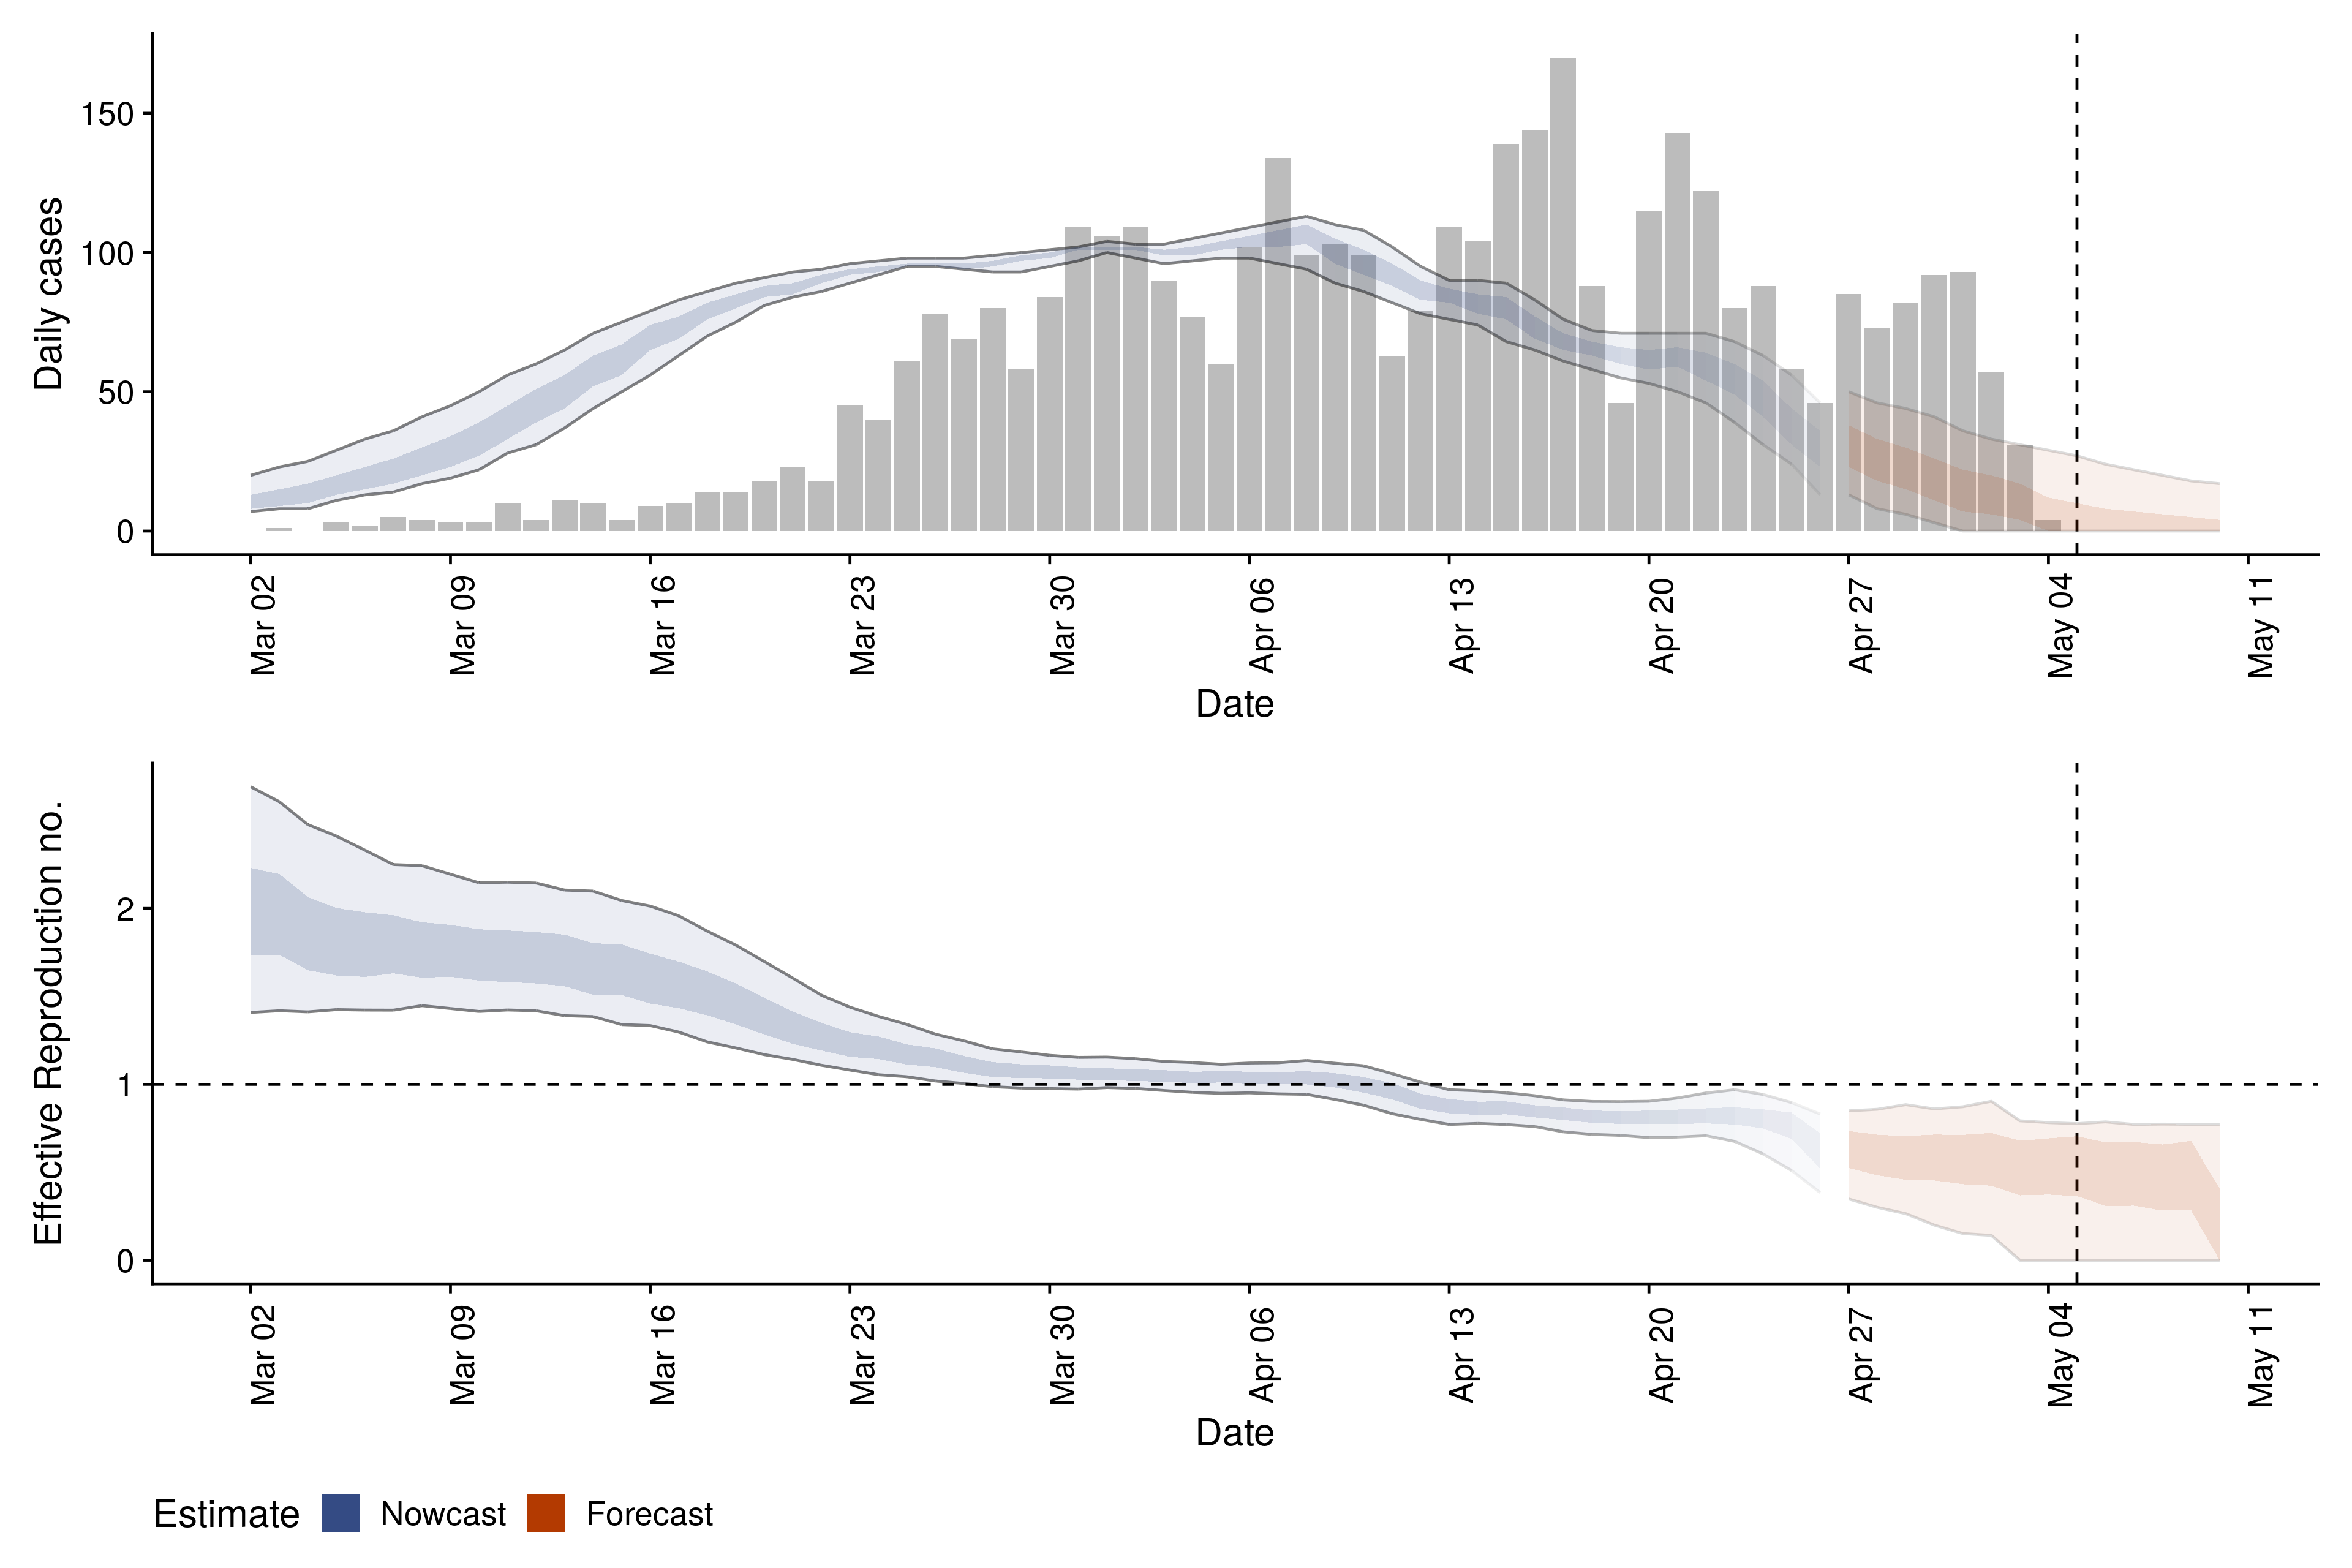 Daily cases
150
100
50
0
Mar 02 Mar 09 Mar 16 Mar 23 Mar 30 Apr 06 Apr 13 Apr 20 Apr 27 May 04 May 11
Date
Effective Reproduction no.
2
1
0
Mar 02 Mar 09 Mar 16 Mar 23 Mar 30 Apr 06 Apr 13 Apr 20 Apr 27 May 04 May 11
Date
Estimate Nowcast Forecast